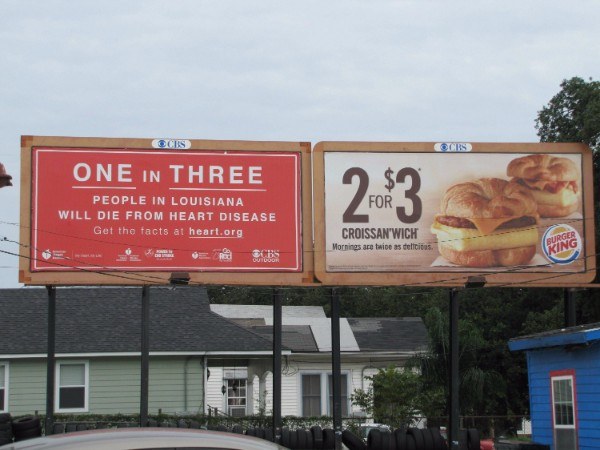 CBS
ONE IN THREE
PEOPLE IN LOUISIANA
WILL DIE FROM HEART DISEASE
Get the facts at heart.org
CBS
OUTDOOR
CBS
2 FOR $3
CROISSAN'WICH
Mornings are twice as delicious.
BURGER
KING